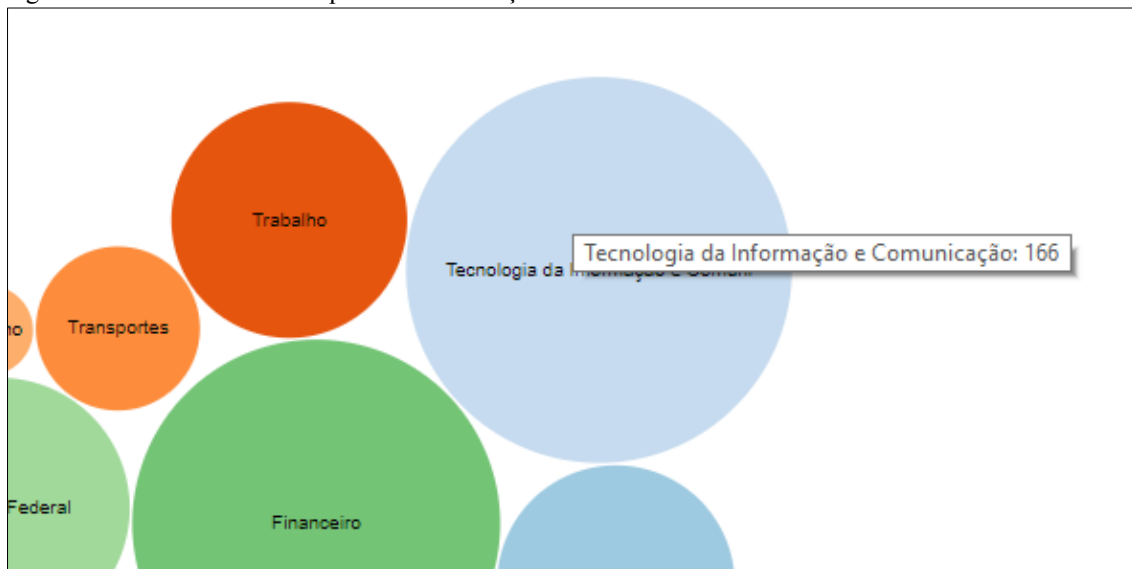 Trabalho
Tecnologia da Informação e Comunicação: 166
Tecnologia da
Transportes
Federal
Financeiro